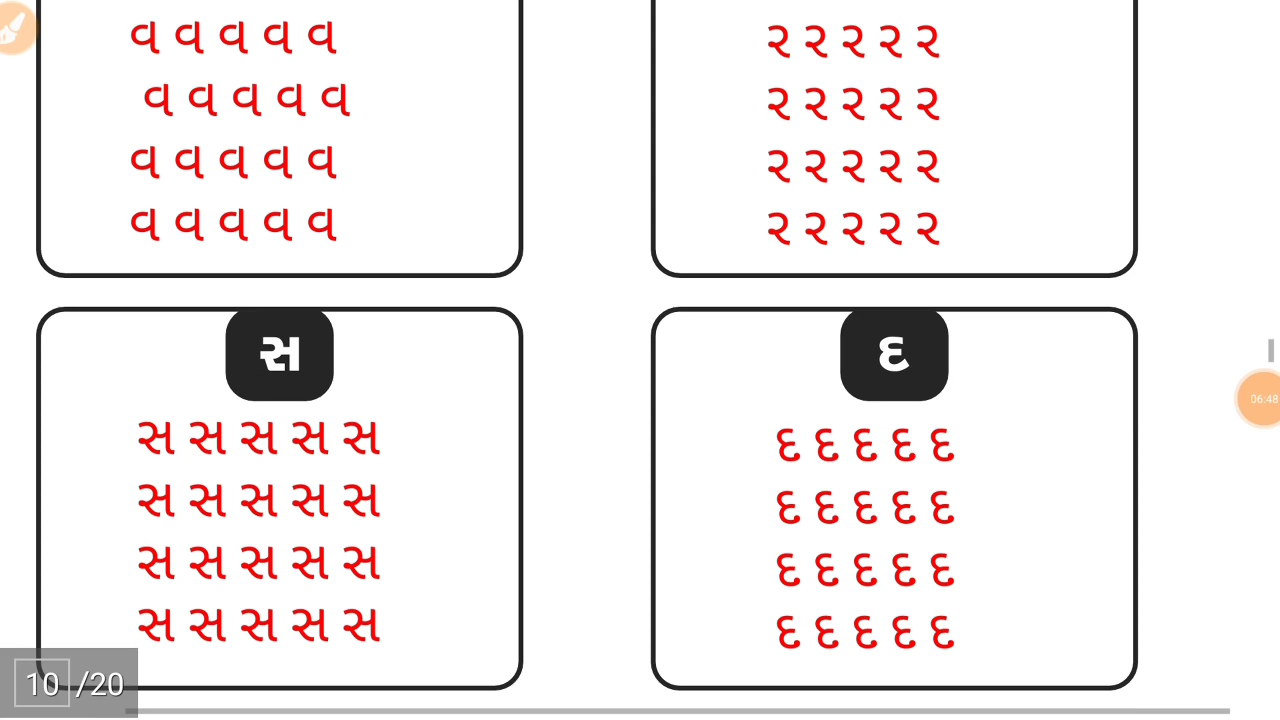 વ વ વ વ વ
વ વ વ વ વ
વ વ વ વ વ
વ વ વ વ વ
ર ર ર ર ર
ર ર ર ર ર
ર ર ર ર ર
ર ર ર ર ર
સ
સ સ સ સ સ
સ સ સ સ સ
સ સ સ સ સ
સ સ સ સ સ
દ
દ દ દ દ દ
દ દ દ દ દ
દ દ દ દ દ
દ દ દ દ દ
06:48
10 /20